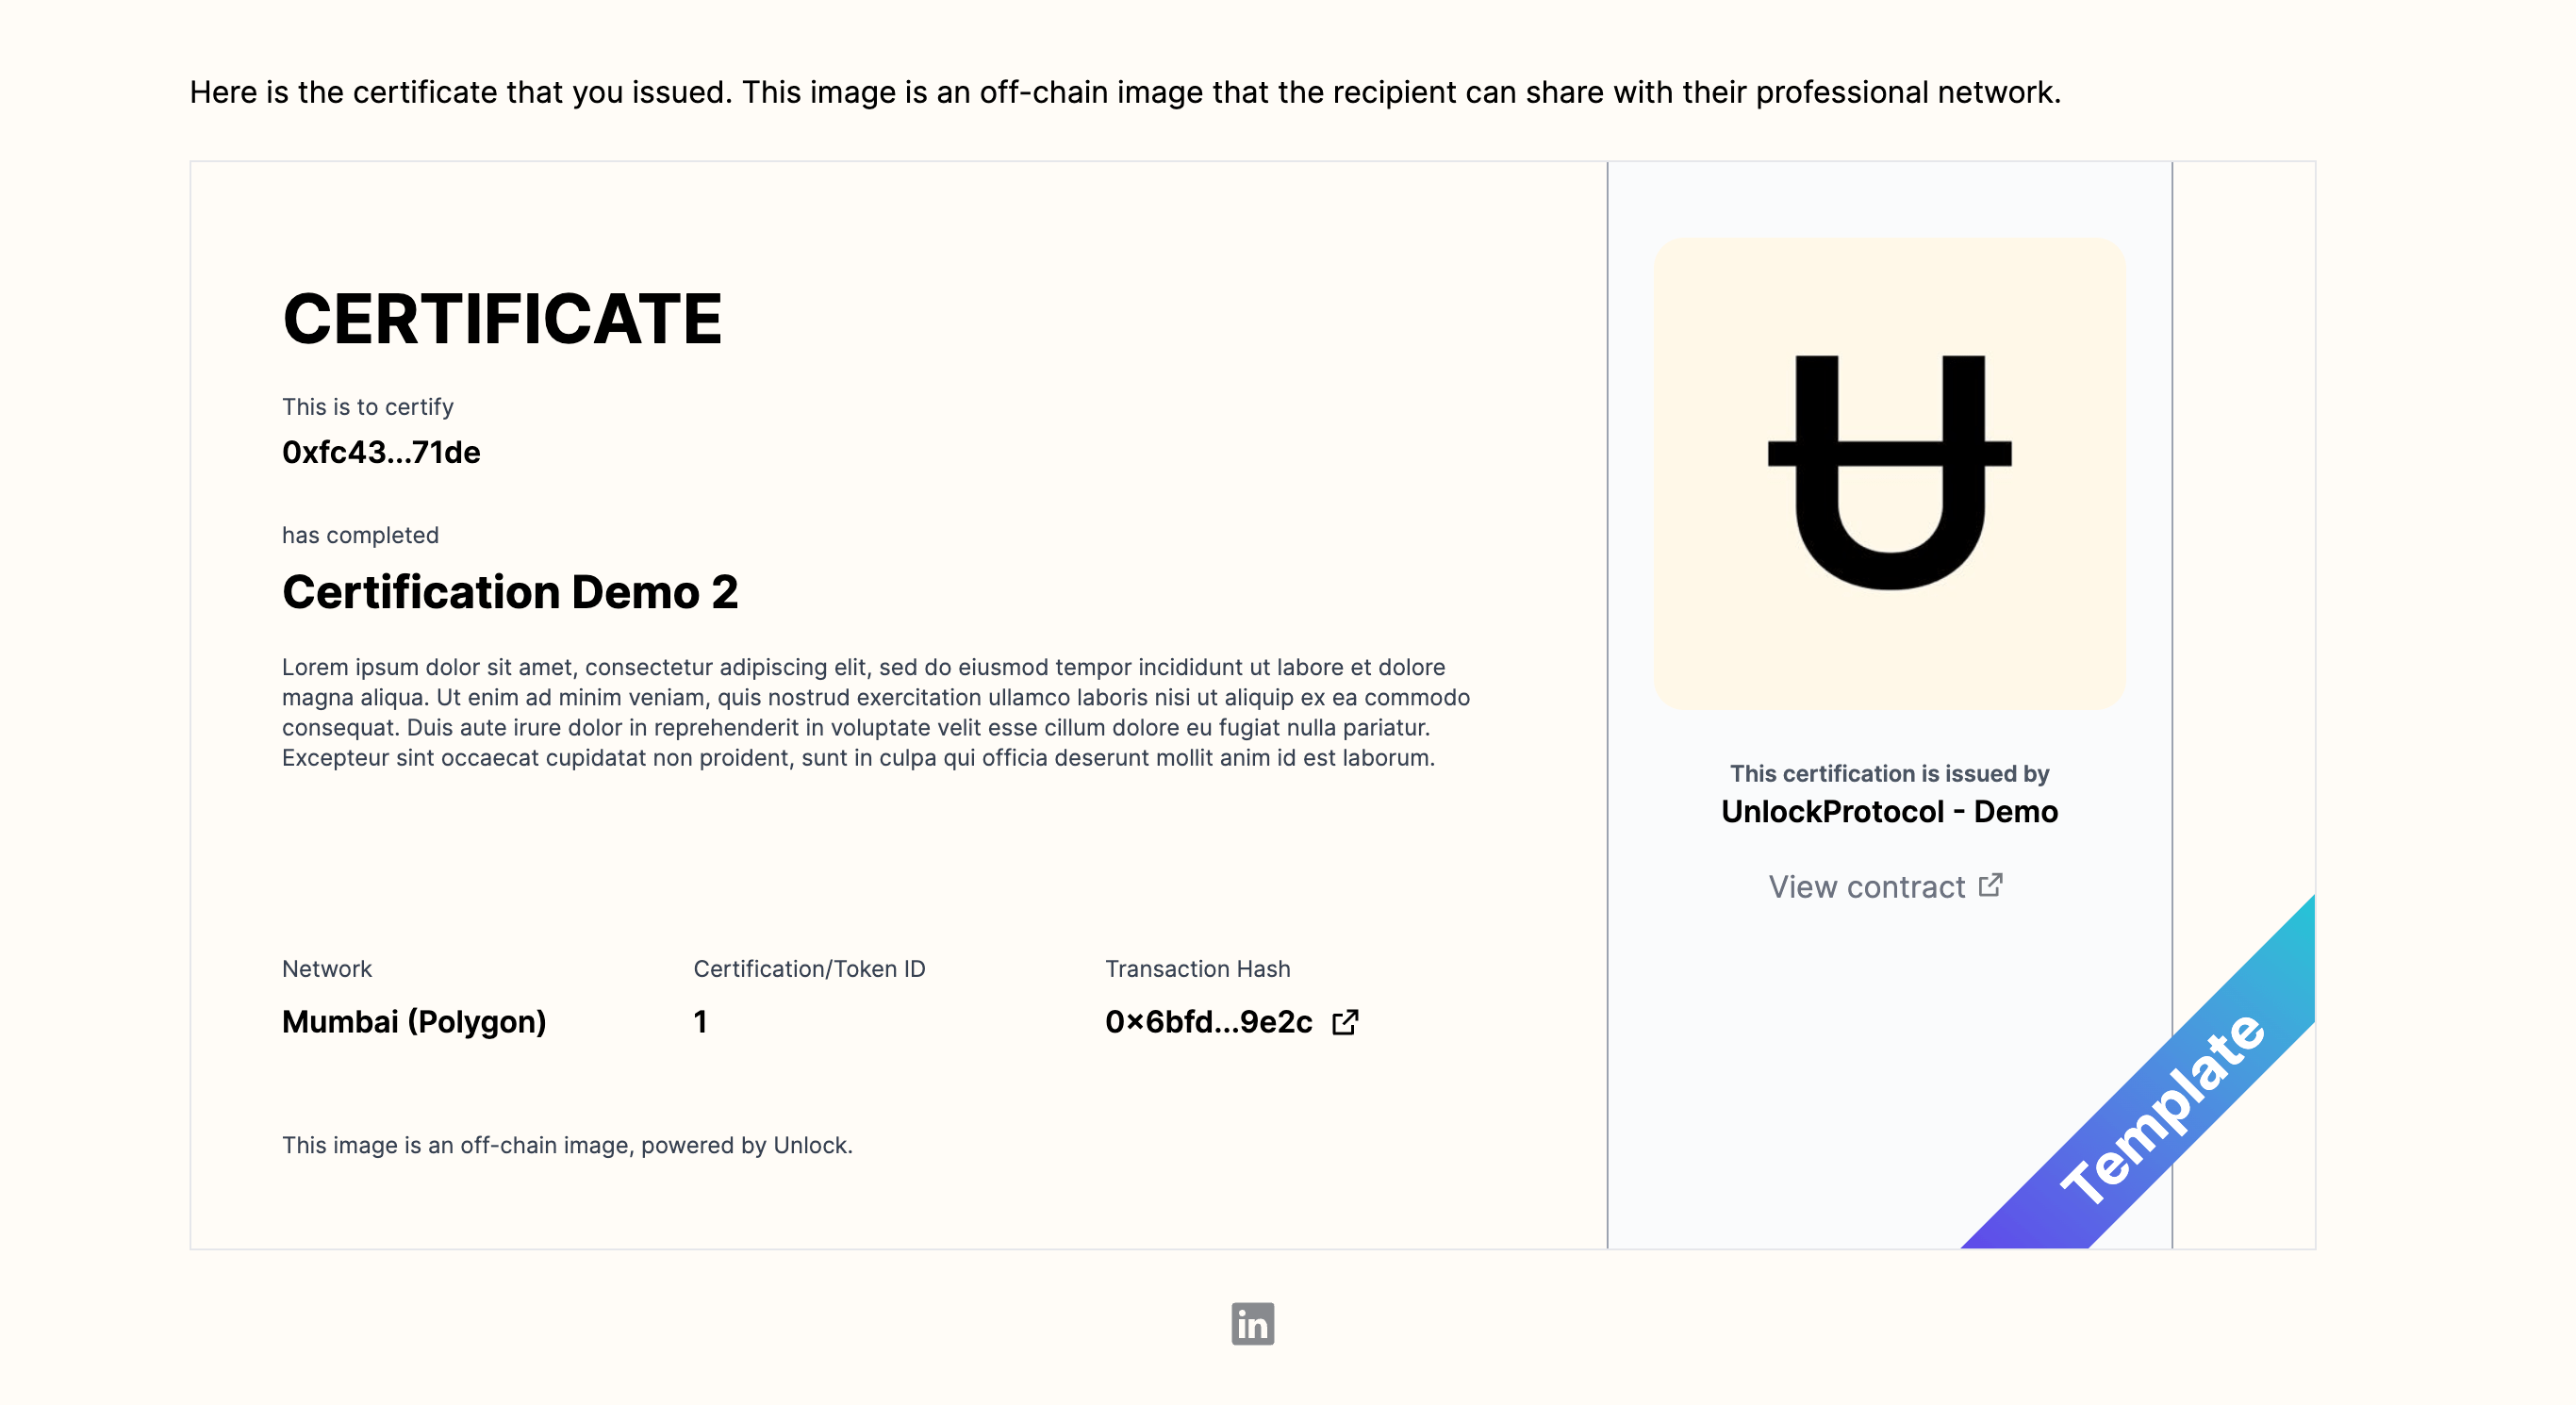 Here is the certificate that you issued. This image is an off-chain image that the recipient can share with their professional network.
CERTIFICATE
This is to certify
0xfc43...71de
has completed
Certification Demo 2
Lorem ipsum dolor sit amet, consectetur adipiscing elit, sed do eiusmod tempor incididunt ut labore et dolore
magna aliqua. Ut enim ad minim veniam, quis nostrud exercitation ullamco laboris nisi ut aliquip ex ea commodo
consequat. Duis aute irure dolor in reprehenderit in voluptate velit esse cillum dolore eu fugiat nulla pariatur.
Excepteur sint occaecat cupidatat non proident, sunt in culpa qui officia deserunt mollit anim id est laborum.
Network
Mumbai (Polygon)
Certification/Token ID
1
Transaction Hash
0×6bfd...9e2c
This image is an off-chain image, powered by Unlock.
This certification is issued by
UnlockProtocol - Demo
View contract
Template
in